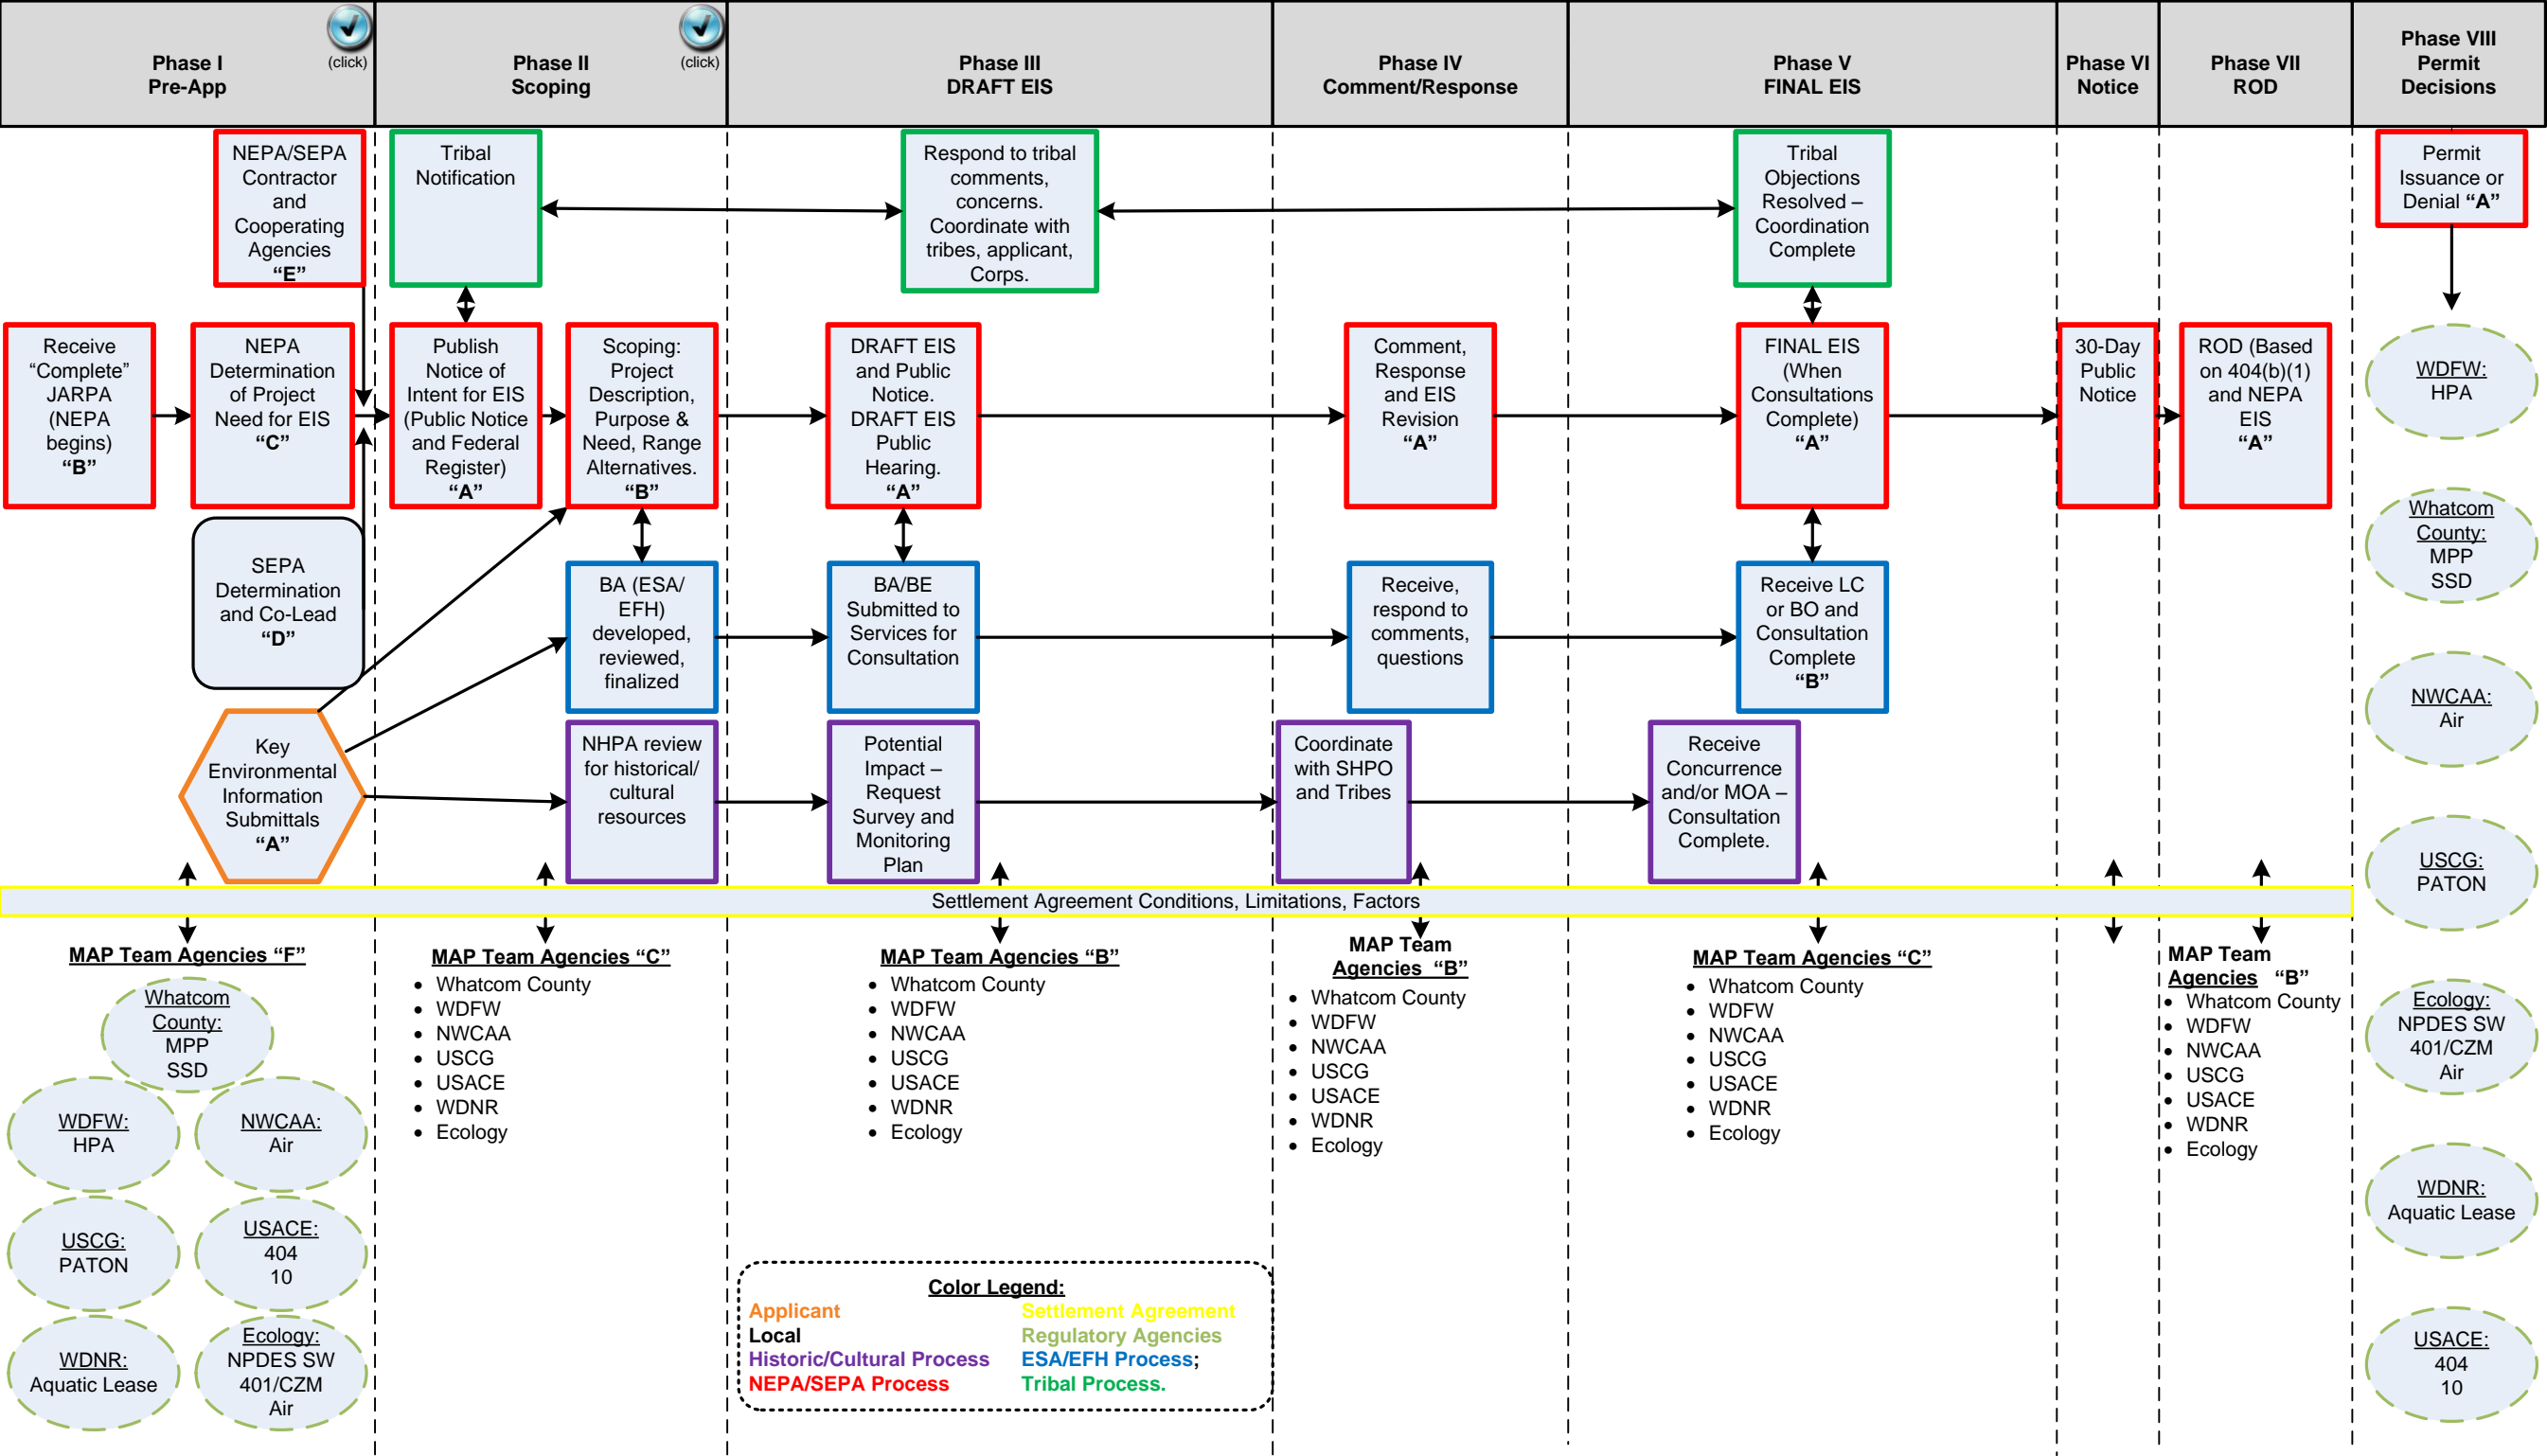 Phase I
Pre-App
(click)
Phase II
Scoping
(click)
Phase III
DRAFT EIS
Phase IV
Comment/Response
Phase V
FINAL EIS
Phase VI
Notice
Phase VII
ROD
Phase VIII
Permit
Decisions
NEPA/SEPA
Contractor
and
Cooperating
Agencies
“E”
Tribal
Notification
Respond to tribal
comments,
concerns.
Coordinate with
tribes, applicant,
Corps.
Tribal
Objections
Resolved –
Coordination
Complete
Permit
Issuance or
Denial “A”
Receive
“Complete”
JARPA
(NEPA
begins)
“B”
NEPA
Determination
of Project
Need for EIS
“C”
Publish
Notice of
Intent for EIS
(Public Notice
and Federal
Register)
“A”
Scoping:
Project
Description,
Purpose &
Need, Range
Alternatives.
“B”
DRAFT EIS
and Public
Notice.
DRAFT EIS
Public
Hearing.
“A”
Comment,
Response
and EIS
Revision
“A”
FINAL EIS
(When
Consultations
Complete)
“A”
30-Day
Public
Notice
ROD (Based
on 404(b)(1)
and NEPA
EIS
“A”
SEPA
Determination
and Co-Lead
“D”
BA (ESA/
EFH)
developed,
reviewed,
finalized
BA/BE
Submitted to
Services for
Consultation
Receive,
respond to
comments,
questions
Receive LC
or BO and
Consultation
Complete
“B”
Key
Environmental
Information
Submittals
“A”
NHPA review
for historical/
cultural
resources
Potential
Impact –
Request
Survey and
Monitoring
Plan
Coordinate
with SHPO
and Tribes
Receive
Concurrence
and/or MOA –
Consultation
Complete.
Settlement Agreement Conditions, Limitations, Factors
MAP Team Agencies “F”
Whatcom
County:
MPP
SSD
WDFW:
HPA
NWCAA:
Air
USCG:
PATON
USACE:
404
10
WDNR:
Aquatic Lease
Ecology:
NPDES SW
401/CZM
Air
MAP Team Agencies “C”
• Whatcom County
• WDFW
• NWCAA
• USCG
• USACE
• WDNR
• Ecology
MAP Team Agencies “B”
• Whatcom County
• WDFW
• NWCAA
• USCG
• USACE
• WDNR
• Ecology
MAP Team
Agencies “B”
• Whatcom County
• WDFW
• NWCAA
• USCG
• USACE
• WDNR
• Ecology
MAP Team Agencies “C”
• Whatcom County
• WDFW
• NWCAA
• USCG
• USACE
• WDNR
• Ecology
MAP Team
Agencies “B”
• Whatcom County
• WDFW
• NWCAA
• USCG
• USACE
• WDNR
• Ecology
WDFW:
HPA
Whatcom
County:
MPP
SSD
NWCAA:
Air
USCG:
PATON
Ecology:
NPDES SW
401/CZM
Air
WDNR:
Aquatic Lease
USACE:
404
10
Color Legend:
Applicant Settlement Agreement
Local Regulatory Agencies
Historic/Cultural Process ESA/EFH Process;
NEPA/SEPA Process Tribal Process.